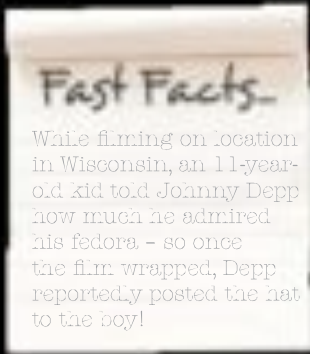 Fast Facts...
While filming on location
in Wisconsin, an 11-year-
old kid told Johnny Depp
how much he admired
his fedora – so once
the film wrapped, Depp
reportedly posted the hat
to the boy!